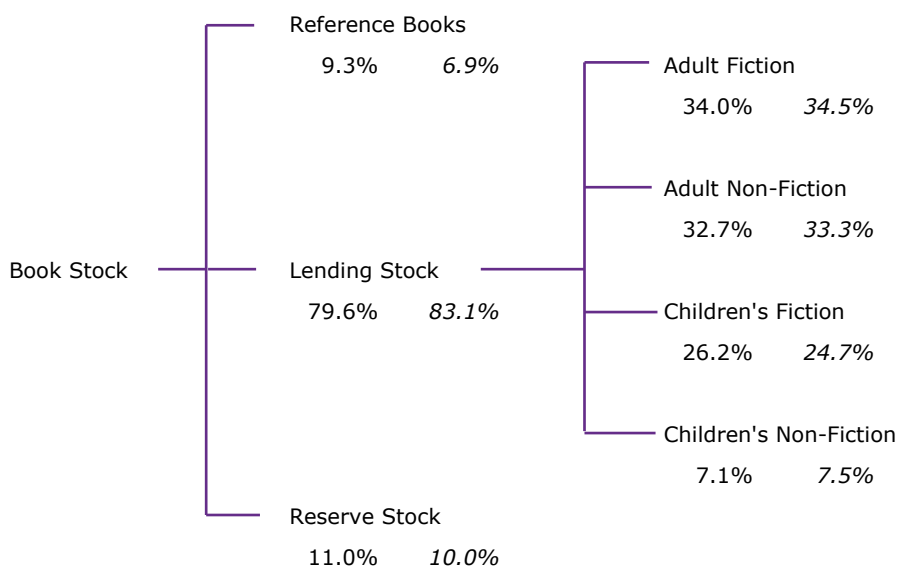 Reference Books
9.3% 6.9%
Adult Fiction
34.0% 34.5%
Adult Non-Fiction
32.7% 33.3%
Book Stock
Lending Stock
79.6% 83.1%
Children's Fiction
26.2% 24.7%
Children's Non-Fiction
7.1% 7.5%
Reserve Stock
11.0% 10.0%